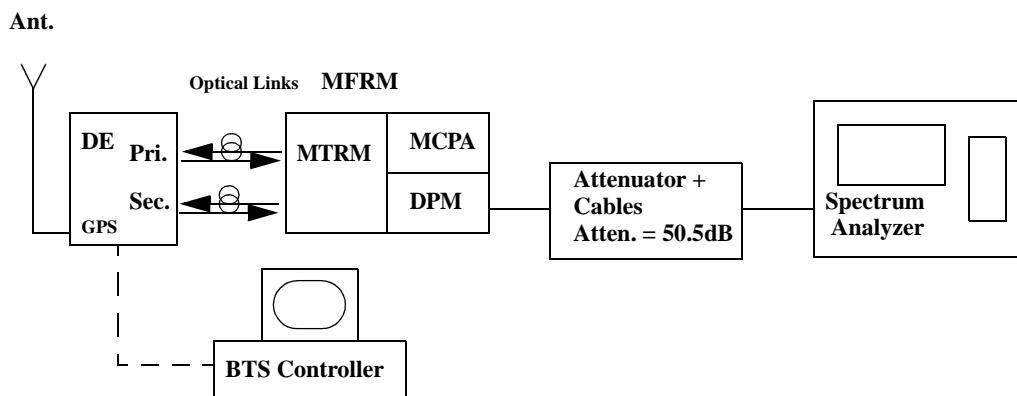 Ant.
Optical Links MFRM
DE
Pri.
Sec.
GPS
MTRM
MCPA
DPM
Attenuator +
Cables
Atten. = 50.5dB
Spectrum
Analyzer
BTS Controller